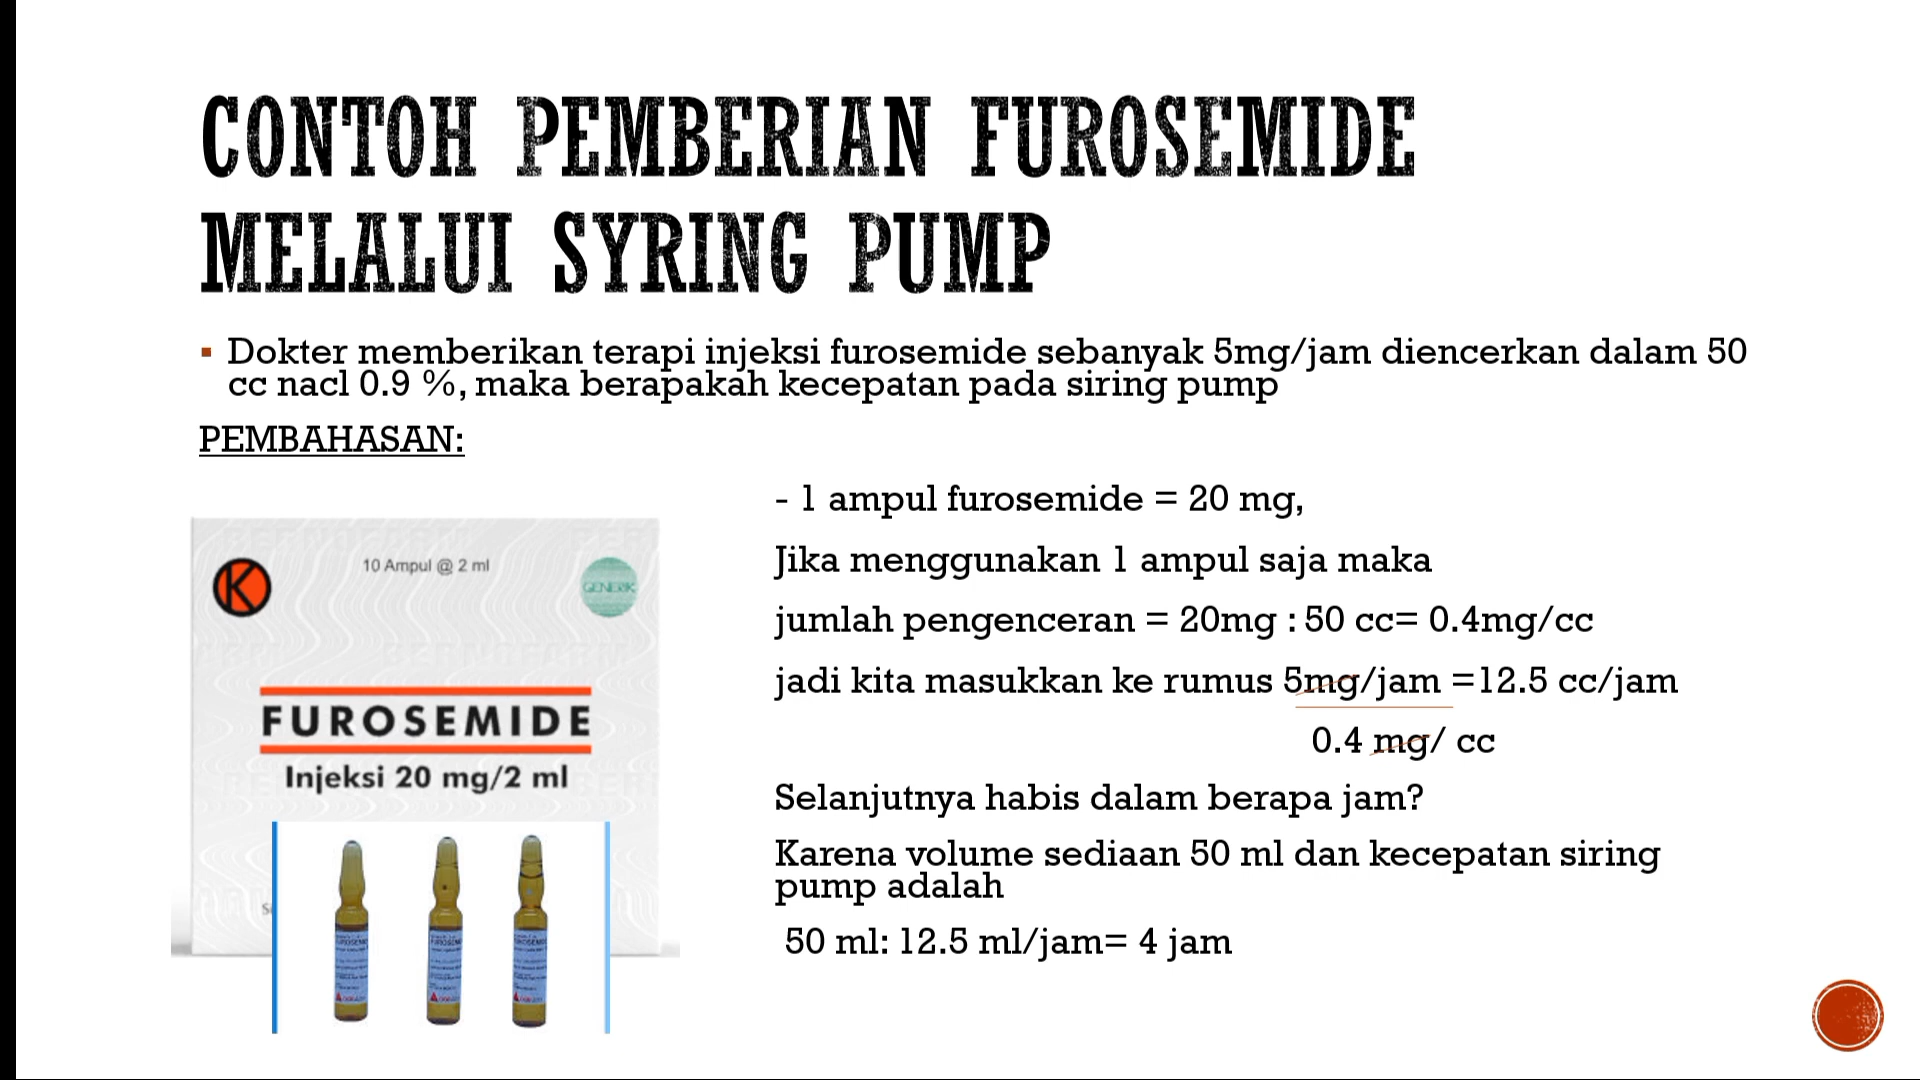 CONTOH PEMBERIAN FUROSEMIDE
MELALUI SYRING PUMP
▪ Dokter memberikan terapi injeksi furosemide sebanyak 5mg/jam diencerkan dalam 50
cc nacl 0.9 %, maka berapakah kecepatan pada siring pump
PEMBAHASAN:
- 1 ampul furosemide = 20 mg,
Jika menggunakan 1 ampul saja maka
jumlah pengenceran = 20mg : 50 cc= 0.4mg/cc
jadi kita masukkan ke rumus 5mg/jam =12.5 cc/jam
0.4 mg/ cc
Selanjutnya habis dalam berapa jam?
Karena volume sediaan 50 ml dan kecepatan siring
pump adalah
50 ml: 12.5 ml/jam= 4 jam
K
10 Ampul @ 2 ml
GENERIK
FUROSEMIDE
Injeksi 20 mg/2 ml